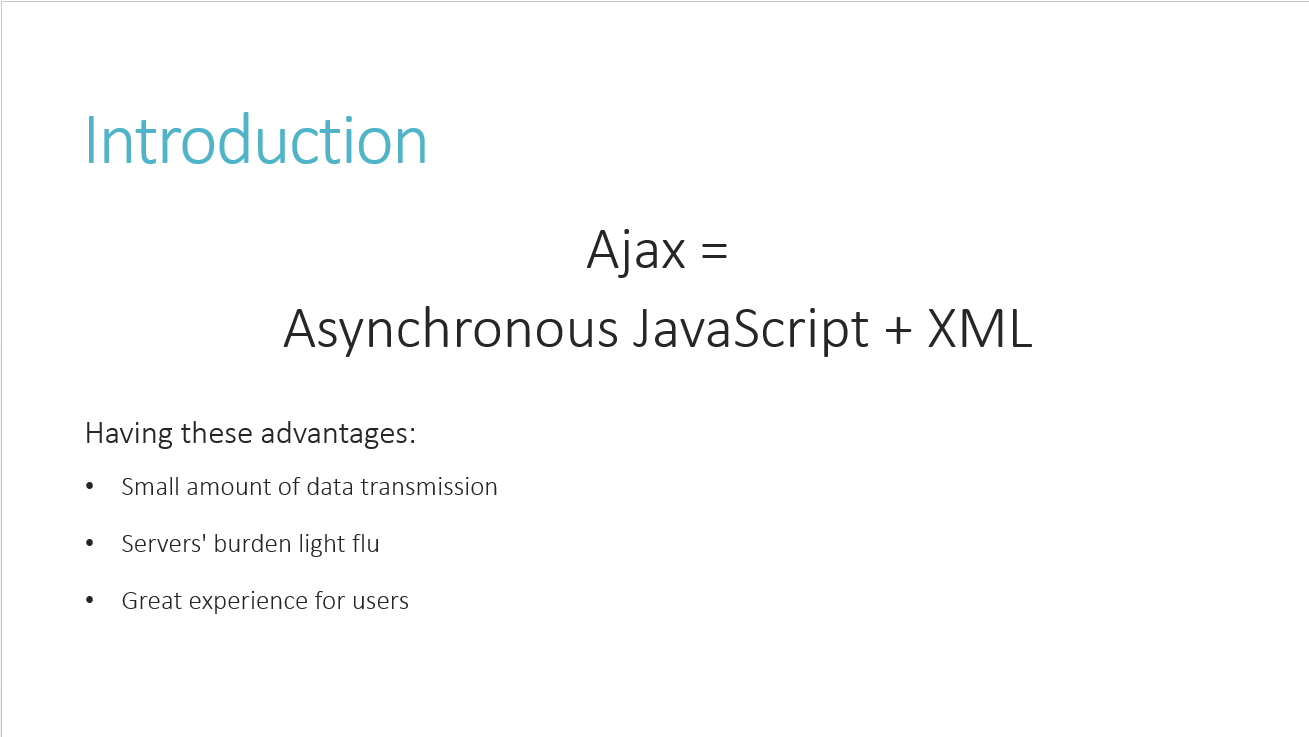 Introduction
Ajax =
Asynchronous JavaScript + XML
Having these advantages:
• Small amount of data transmission
• Servers' burden light flu
• Great experience for users